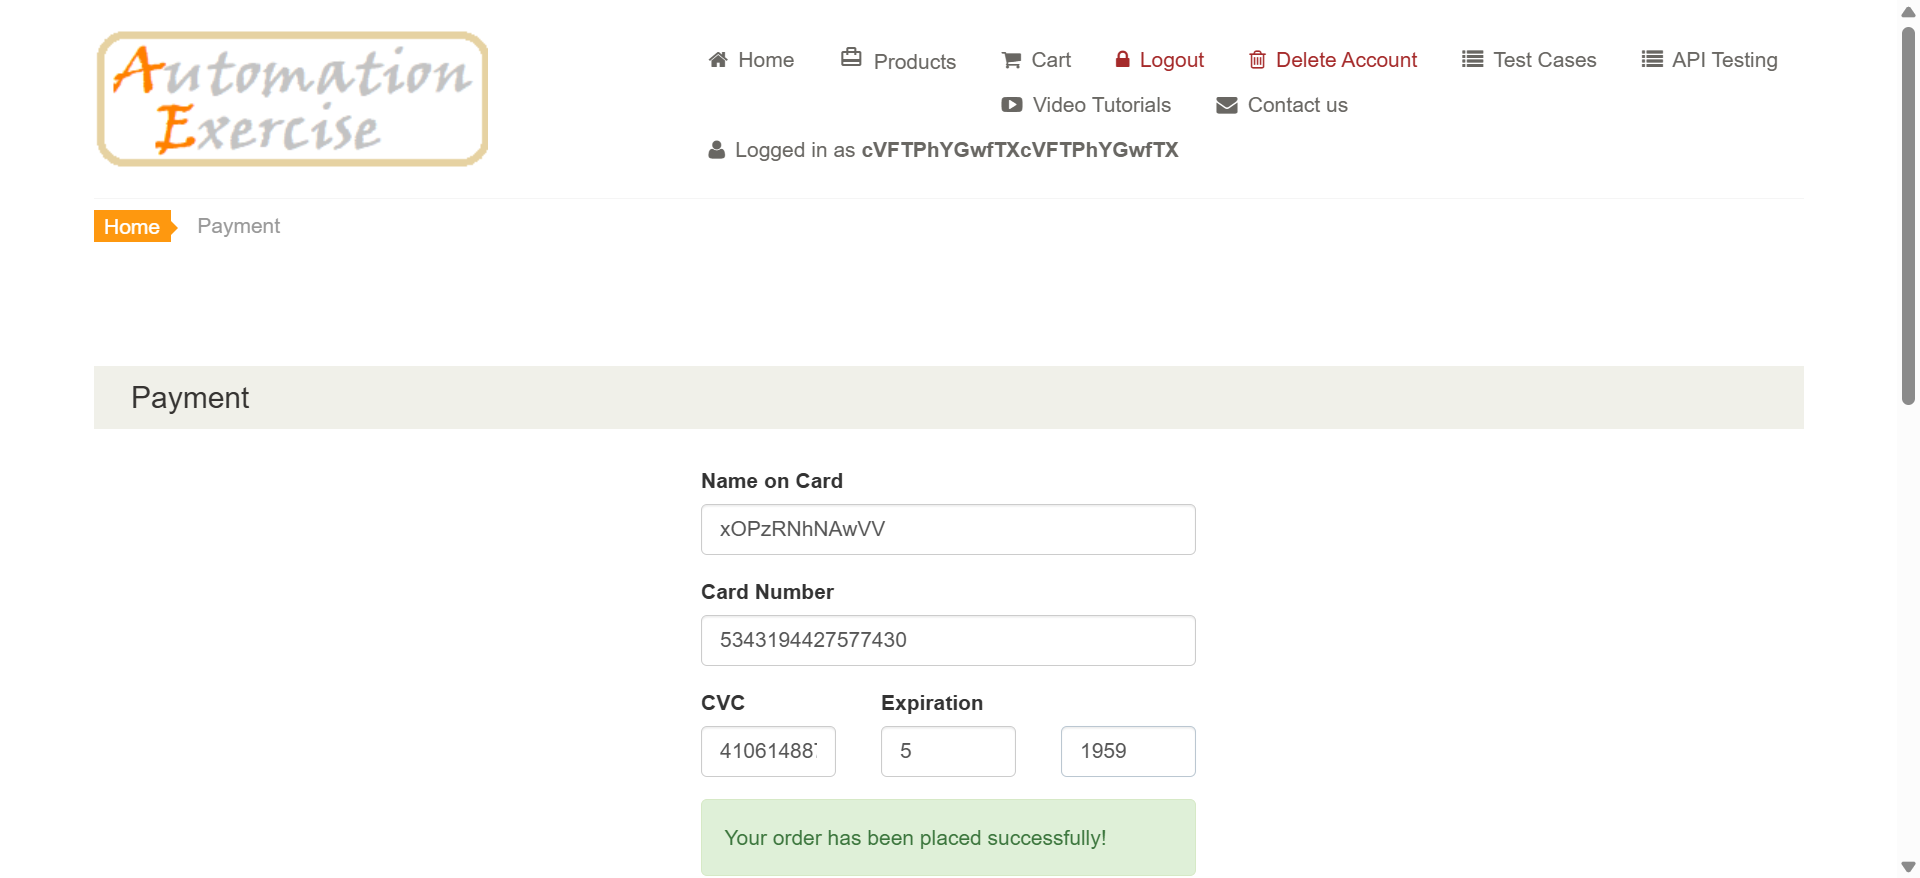 Automation
Exercise
Home Products Cart Logout Delete Account Test Cases API Testing
Video Tutorials Contact us
Logged in as cVFTPhYGwfTXcVFTPhYGwfTX
Home Payment
Payment
Name on Card
xOPzRNhNAwVV
Card Number
5343194427577430
CVC Expiration
41061488 5 1959
Your order has been placed successfully!